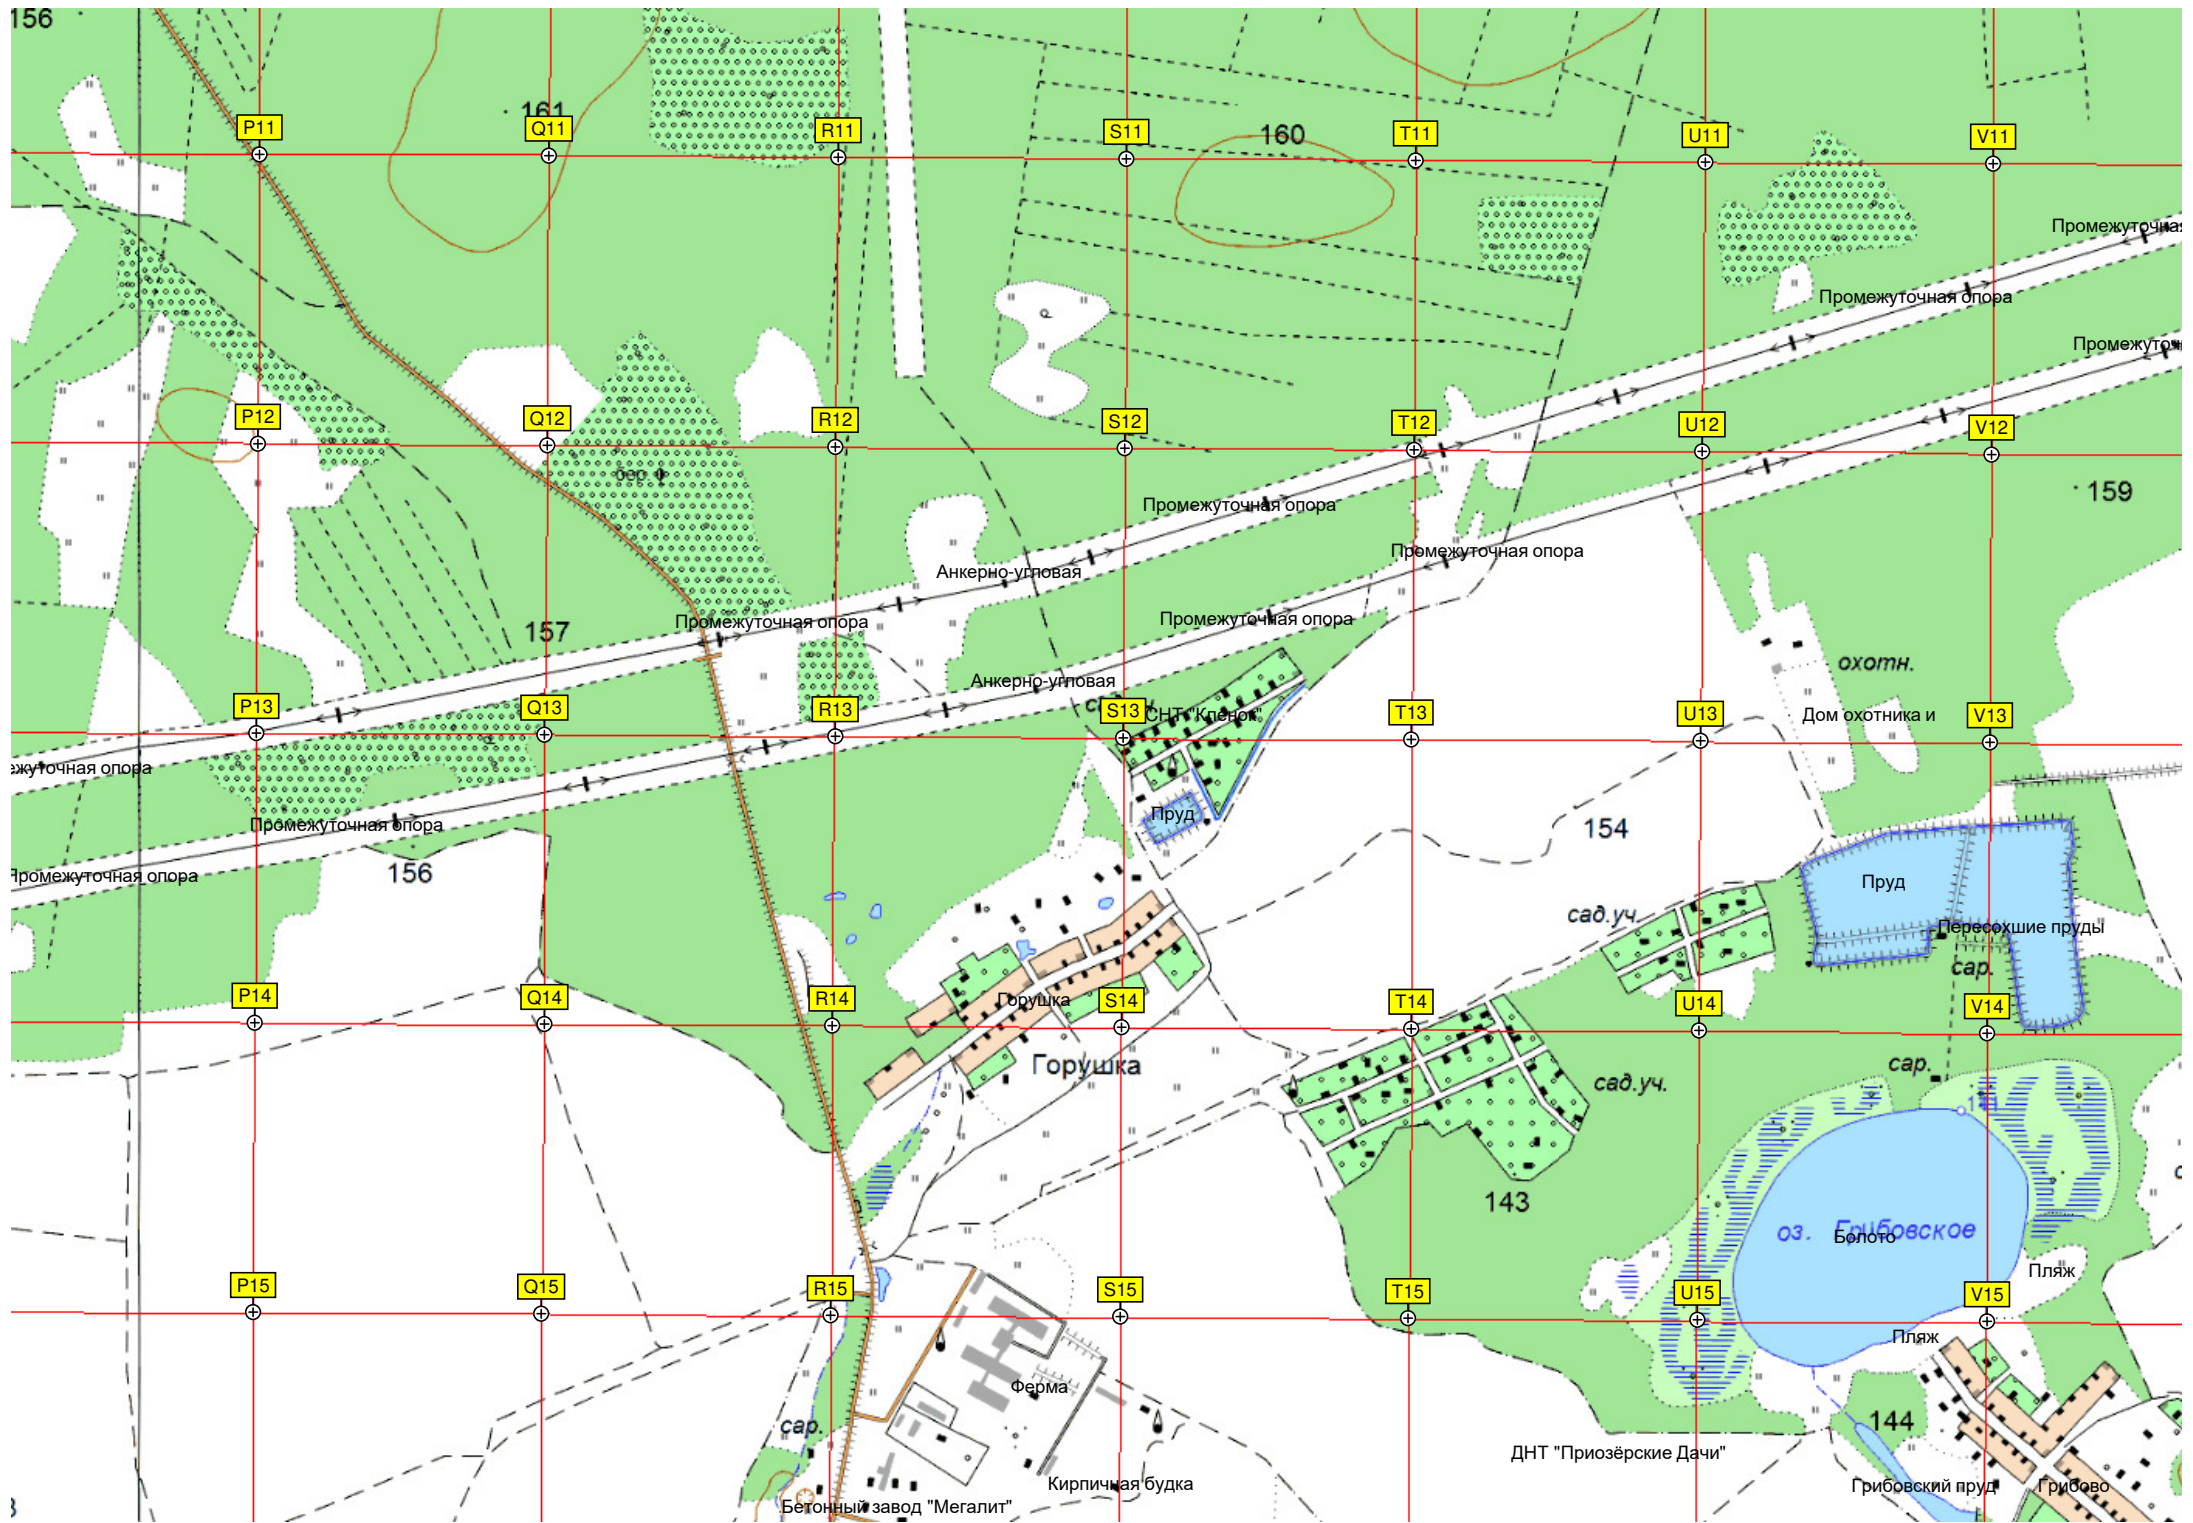 156
161
160
P11
Q11
R11
S11
T11
U11
V11
Промежуточная опора
Промежуточная опора
P12
Q12
R12
S12
T12
U12
V12
бер.
159
Промежуточная опора
Промежуточная опора
Анкерно-угловая
157
Промежуточная опора
Промежуточная опора
охотн.
Анкерно-угловая
P13
Q13
R13
S13
СНТ "Кленок"
T13
U13
Дом охотника и
V13
Промежуточная опора
Пруд
154
156
Промежуточная опора
Пруд
сад.уч.
Пересохшие пруды
сар.
P14
Q14
R14
Горушка
S14
T14
U14
V14
Горушка
сар.
сад.уч.
143
оз. Грибовское
Болото
Пляж
P15
Q15
R15
S15
T15
U15
V15
Пляж
Ферма
сар.
144
ДНТ "Приозёрские Дачи"
Кирпичная будка
Грибовский пруд
Грибово
Бетонный завод "Мегалит"